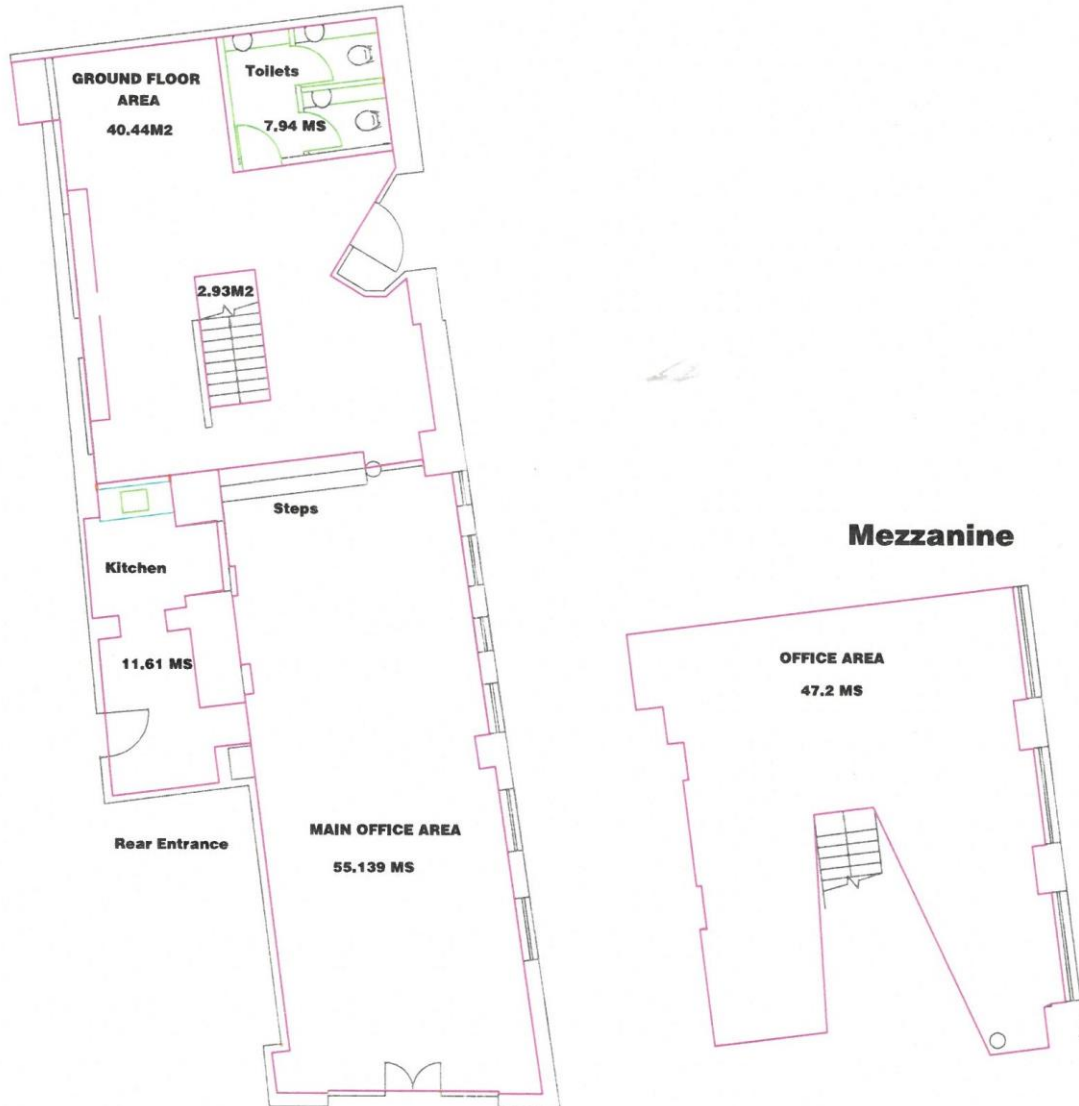 GROUND FLOOR
AREA
40.44M2
Toilets
7.94 MS
2.93M2
Steps
Kitchen
11.61 MS
Rear Entrance
MAIN OFFICE AREA
55.139 MS
Mezzanine
OFFICE AREA
47.2 MS